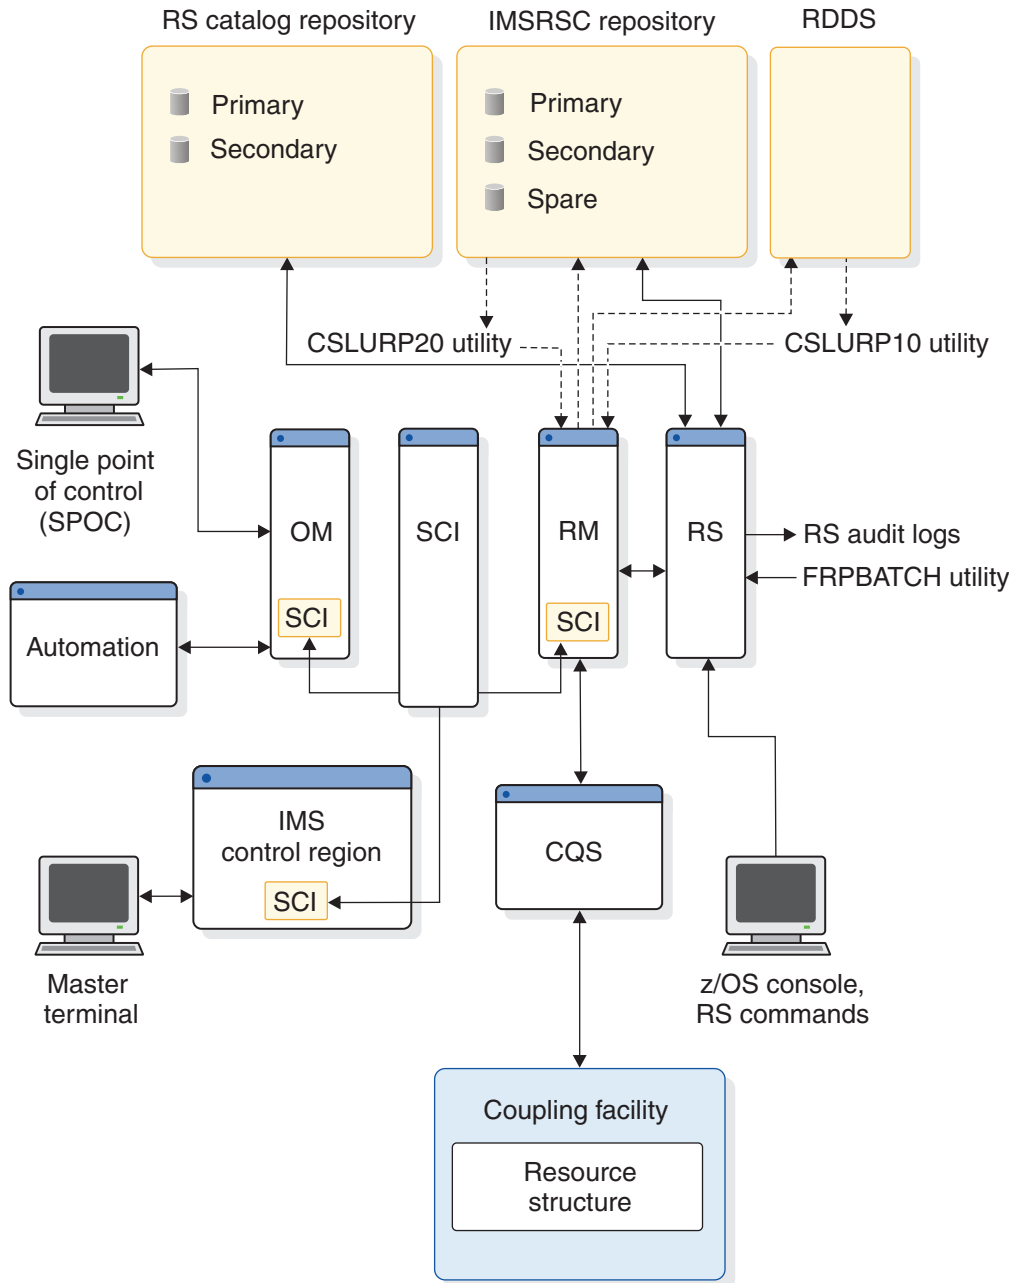 RS catalog repository
IMSRSC repository
RDDS
Primary
Secondary
Primary
Secondary
Spare
CSLURP20 utility
CSLURP10 utility
Single point
of control
(SPOC)
OM
SCI
SCI
RM
SCI
RS
RS audit logs
FRPBATCH utility
Automation
IMS
control region
SCI
CQS
Master
terminal
z/OS console,
RS commands
Coupling facility
Resource
structure